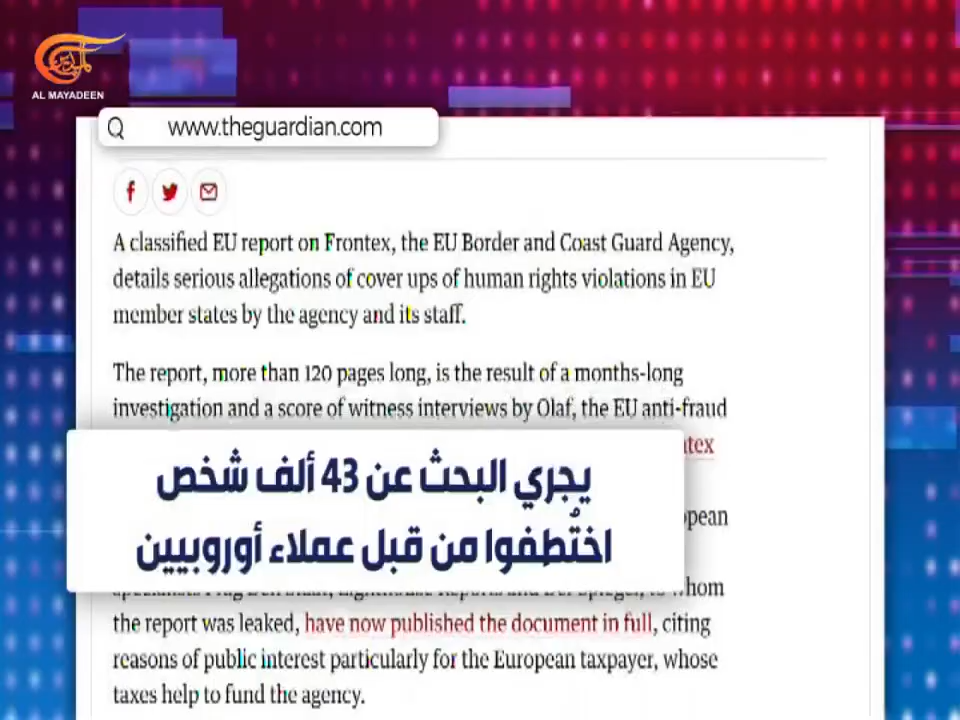 AL MAYADEEN
www.theguardian.com
A classified EU report on Frontex, the EU Border and Coast Guard Agency,
details serious allegations of cover ups of human rights violations in EU
member states by the agency and its staff.
The report, more than 120 pages long, is the result of a months-long
investigation and a score of witness interviews by Olaf, the EU anti-fraud
يجري البحث عن 43 ألف شخص
اختُطفوا من قبل عملاء أوروبيين
the report was leaked, have now published the document in full, citing
reasons of public interest particularly for the European taxpayer, whose
taxes help to fund the agency.